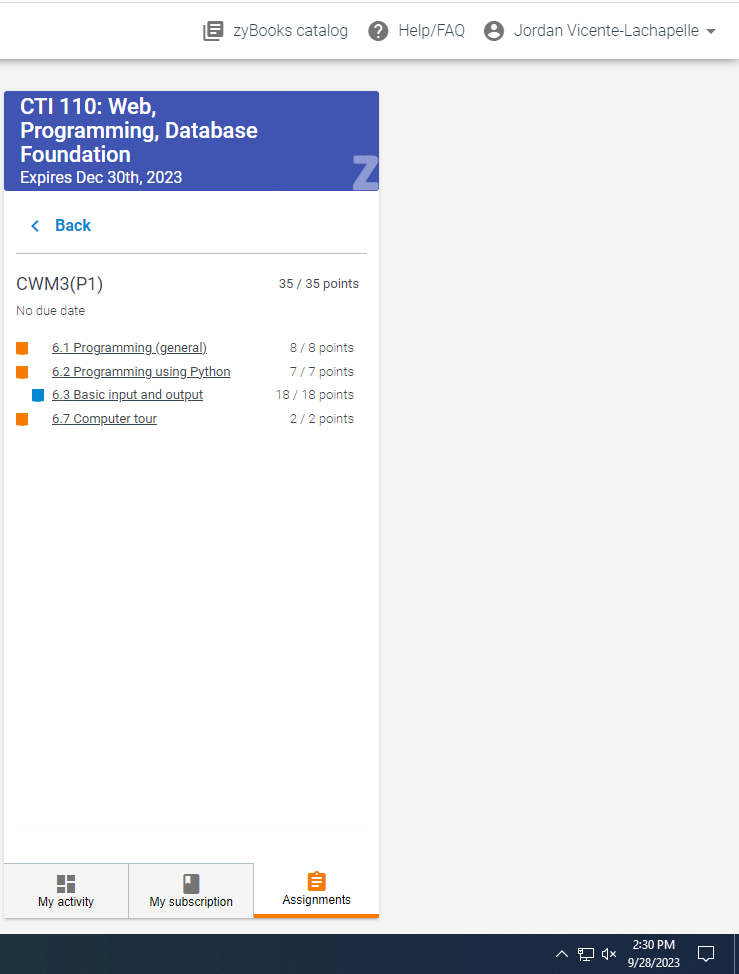 zyBooks catalog Help/FAQ Jordan Vicente-Lachapelle
CTI 110: Web,
Programming, Database
Foundation
Expires Dec 30th, 2023
Z
Back
CWM3(P1) 35 / 35 points
No due date
6.1 Programming (general) 8 / 8 points
6.2 Programming using Python 7 / 7 points
6.3 Basic input and output 18 / 18 points
6.7 Computer tour 2 / 2 points
My activity My subscription Assignments
2:30 PM
9/28/2023